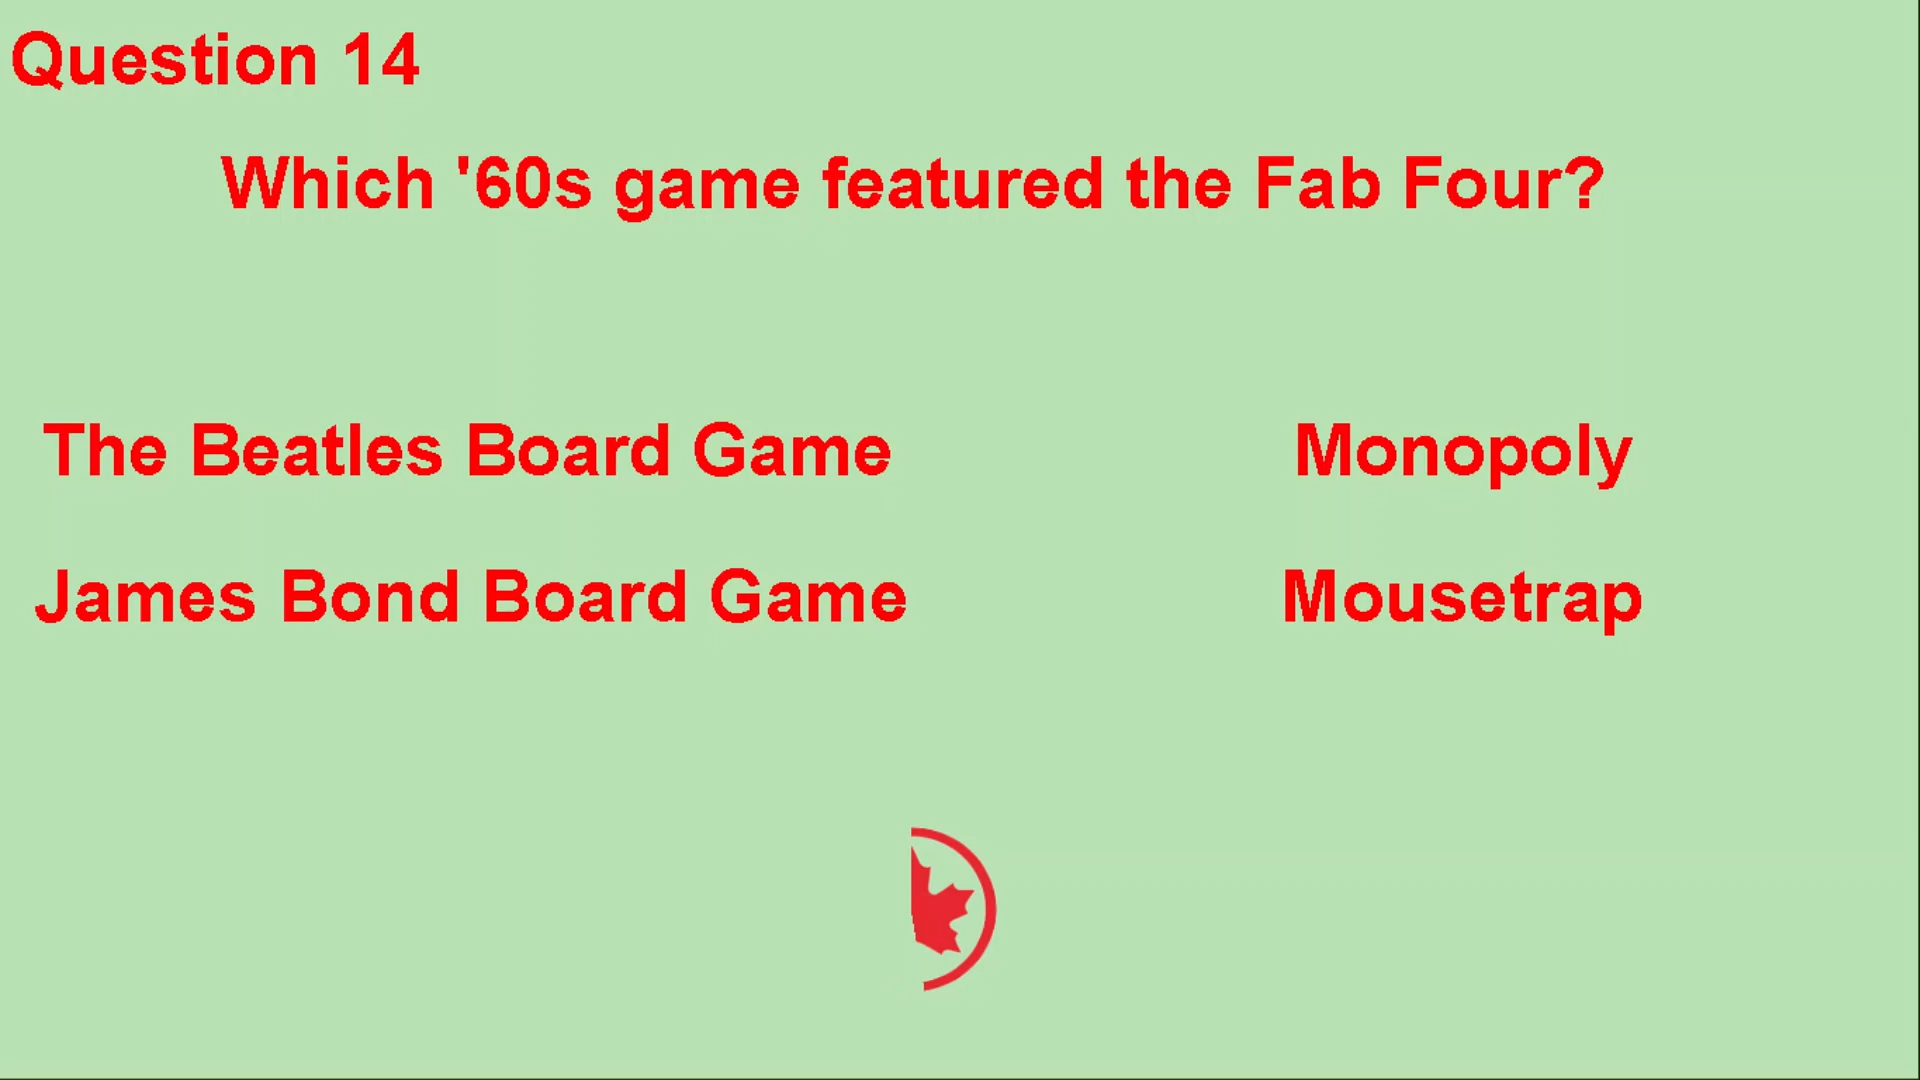 Question 14
Which '60s game featured the Fab Four?
The Beatles Board Game
Monopoly
James Bond Board Game
Mousetrap